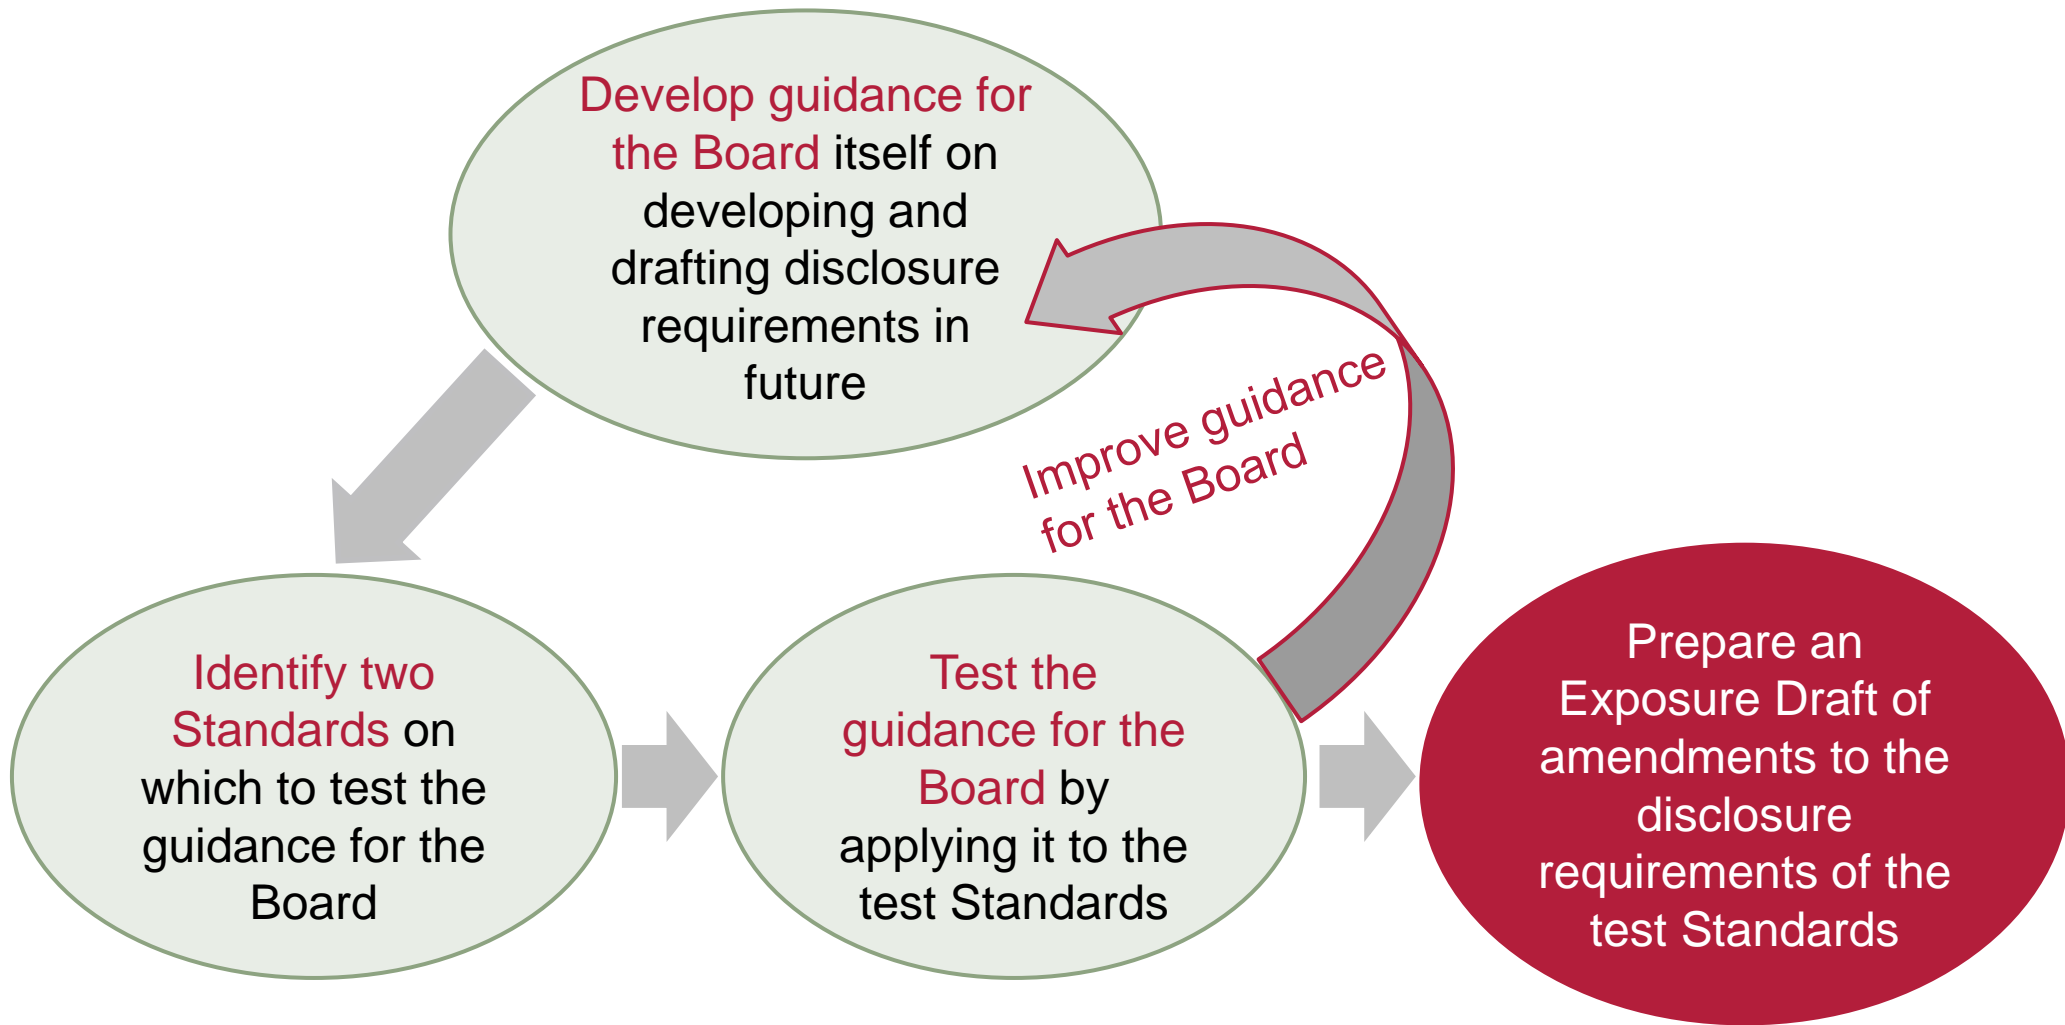 Develop guidance for
the Board itself on
developing and
drafting disclosure
requirements in
future
Improve guidance
for the Board
Identify two
Standards on
which to test the
guidance for the
Board
Test the
guidance for the
Board by
applying it to the
test Standards
Prepare an
Exposure Draft of
amendments to the
disclosure
requirements of the
test Standards